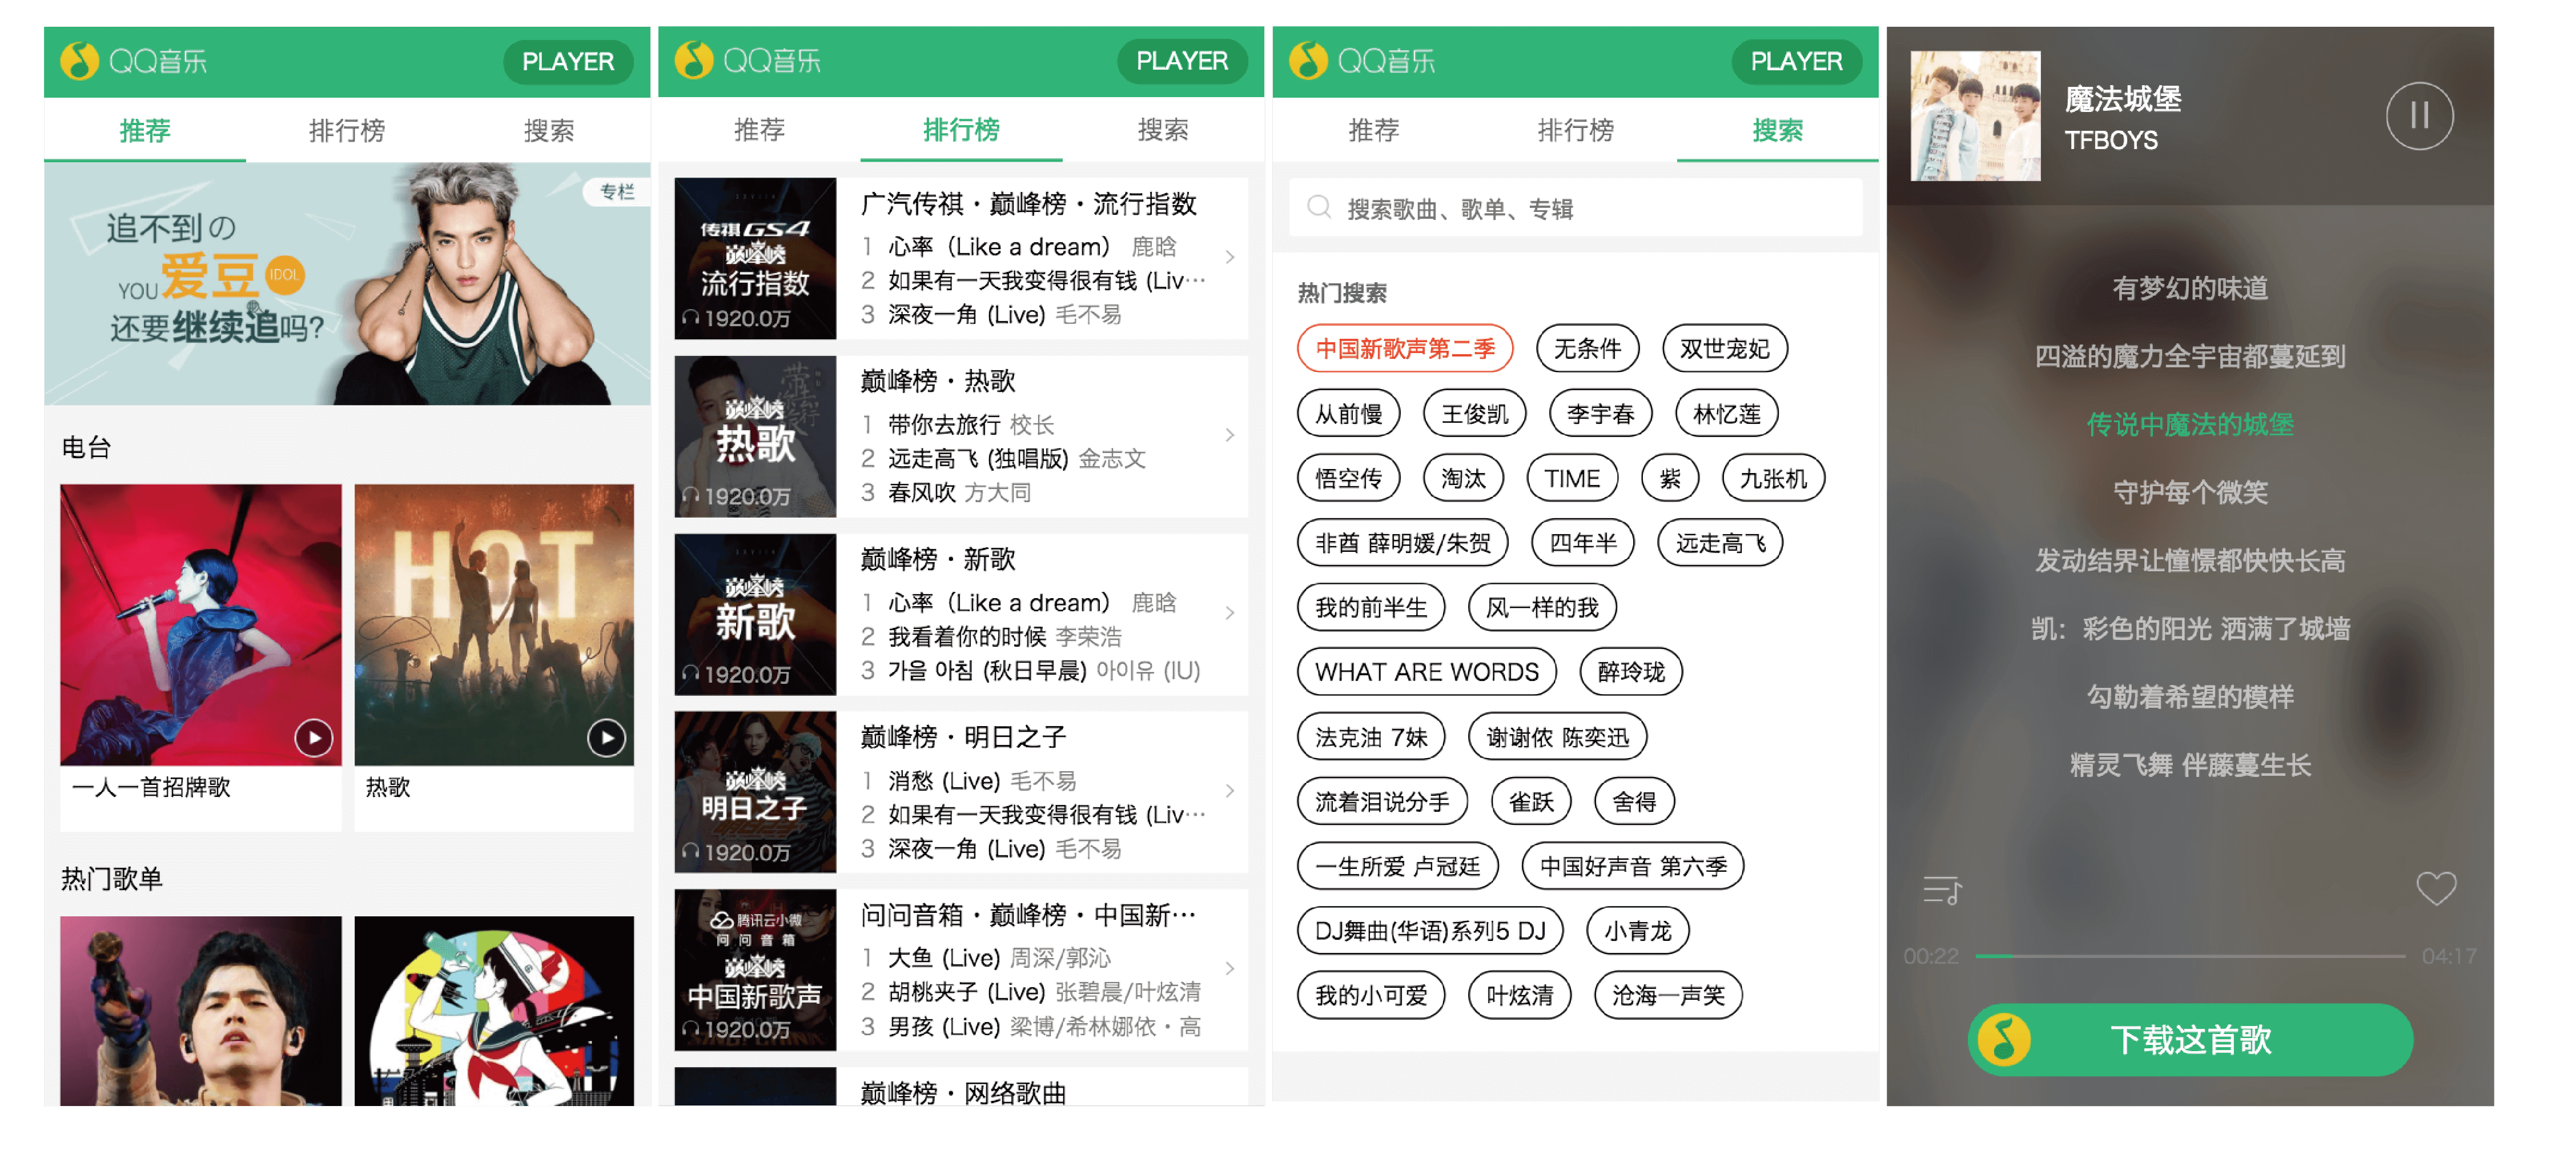 QQ音乐
PLAYER
推荐
排行榜
搜索
专栏
追不到の
YOU 爱豆 IDOL
还要继续追吗?
电台
HOT
一人一首招牌歌
热歌
热门歌单
QQ音乐
PLAYER
推荐
排行榜
搜索
传祺GS4
巅峰榜
流行指数
1920.0万
广汽传祺·巅峰榜·流行指数
1 心率（Like a dream） 鹿晗
2 如果有一天我变得很有钱 (Liv…
3 深夜一角 (Live) 毛不易
巅峰榜
热歌
1920.0万
巅峰榜·热歌
1 带你去旅行 校长
2 远走高飞 (独唱版) 金志文
3 春风吹 方大同
巅峰榜
新歌
1920.0万
巅峰榜·新歌
1 心率（Like a dream） 鹿晗
2 我看着你的时候 李荣浩
3 가을 아침 (秋日早晨) 아이유 (IU)
巅峰榜
明日之子
1920.0万
巅峰榜·明日之子
1 消愁 (Live) 毛不易
2 如果有一天我变得很有钱 (Liv…
3 深夜一角 (Live) 毛不易
腾讯云小微
问问音箱
巅峰榜
中国新歌声
1920.0万
问问音箱·巅峰榜·中国新…
1 大鱼 (Live) 周深/郭沁
2 胡桃夹子 (Live) 张碧晨/叶炫清
3 男孩 (Live) 梁博/希林娜依·高
巅峰榜·网络歌曲
QQ音乐
PLAYER
推荐
排行榜
搜索
搜索歌曲、歌单、专辑
热门搜索
中国新歌声第二季
无条件
双世宠妃
从前慢
王俊凯
李宇春
林忆莲
悟空传
淘汰
TIME
紫
九张机
非酋 薛明媛/朱贺
四年半
远走高飞
我的前半生
风一样的我
WHAT ARE WORDS
醉玲珑
法克油 7妹
谢谢侬 陈奕迅
流着泪说分手
雀跃
舍得
一生所爱 卢冠廷
中国好声音 第六季
DJ舞曲(华语)系列5 DJ
小青龙
我的小可爱
叶炫清
沧海一声笑
魔法城堡
TFBOYS
有梦幻的味道
四溢的魔力全宇宙都蔓延到
传说中魔法的城堡
守护每个微笑
发动结界让憧憬都快快长高
凯：彩色的阳光 洒满了城墙
勾勒着希望的模样
精灵飞舞 伴藤蔓生长
00:22
04:17
下载这首歌